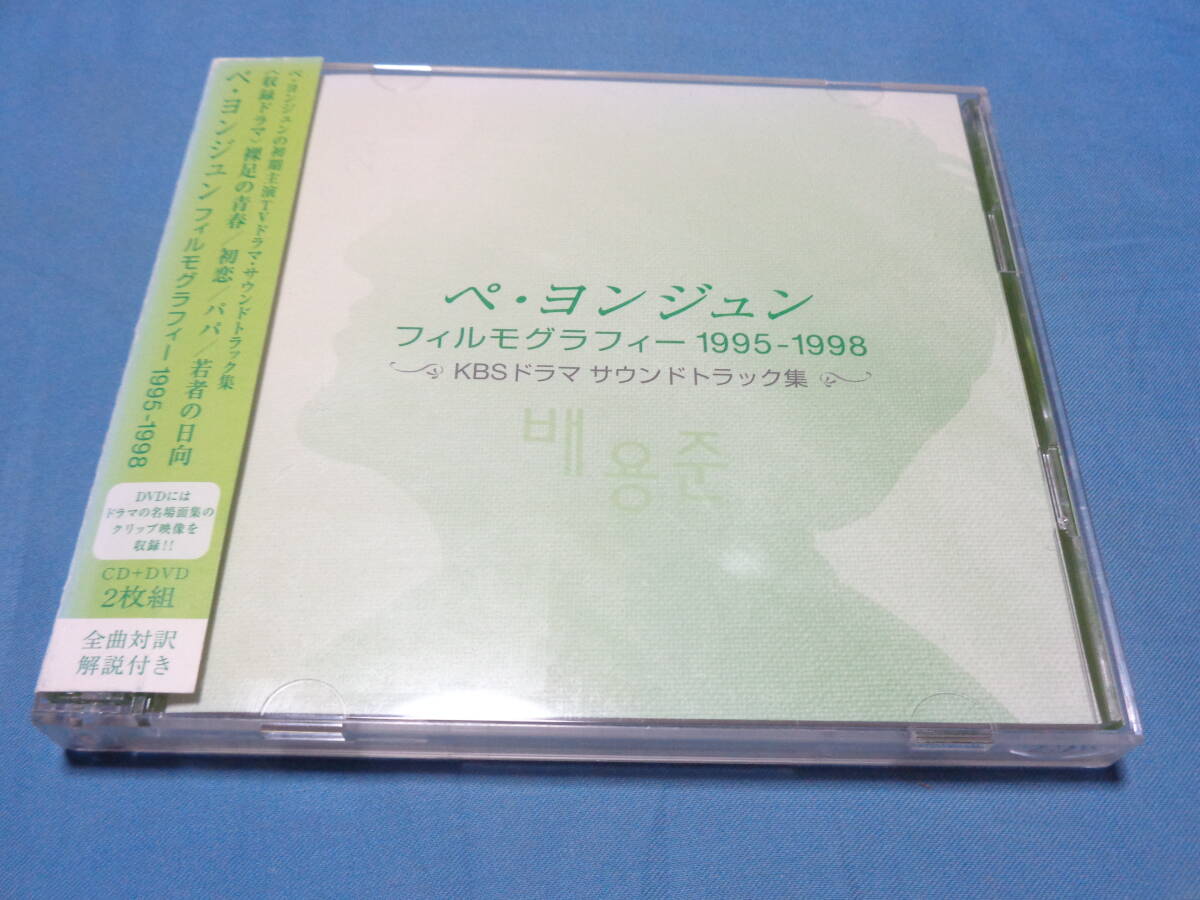 ペ・ヨンジュンの初期主演TVドラマ・サウンドトラック集
〈収録ドラマ〉裸足の青春/初恋/パパ/若者の日向
ペ・ヨンジュン フィルモグラフィー 1995-1998
DVDには
ドラマの名場面集の
クリップ映像を
収録!!
CD+DVD
2枚組
全曲対訳
解説付き
ペ・ヨンジュン
フィルモグラフィー 1995-1998
KBSドラマ サウンドトラック集
배용준